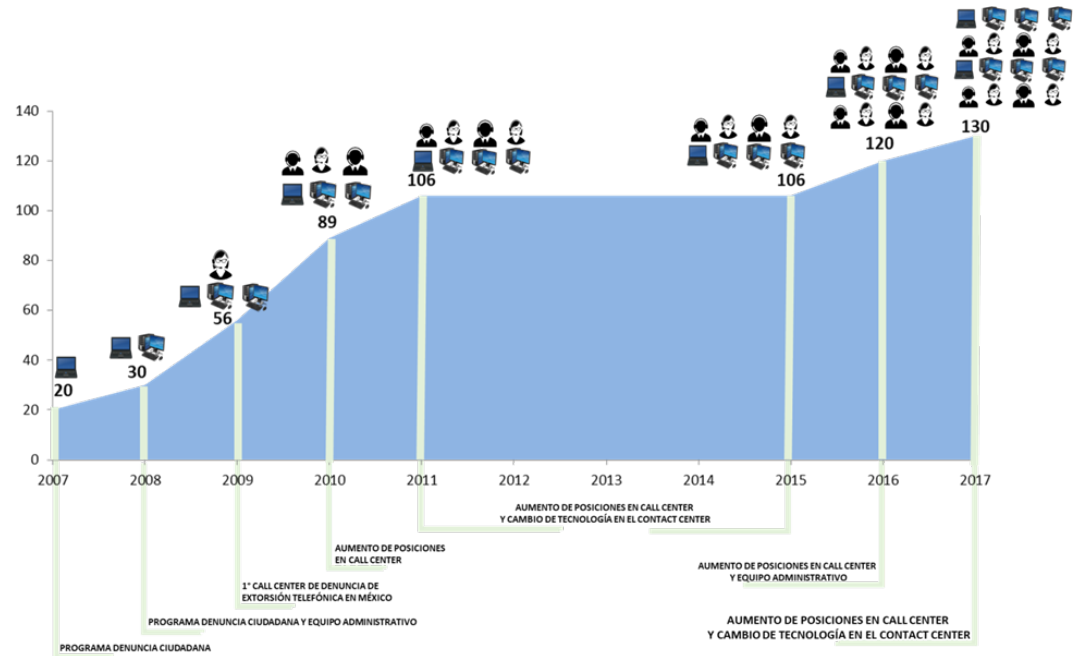 140
120
100
80
60
40
20
0
20
30
56
89
106
106
120
130
2007 2008 2009 2010 2011 2012 2013 2014 2015 2016 2017
AUMENTO DE POSICIONES EN CALL CENTER
Y CAMBIO DE TECNOLOGÍA EN EL CONTACT CENTER
AUMENTO DE POSICIONES
EN CALL CENTER
AUMENTO DE POSICIONES EN CALL CENTER
Y EQUIPO ADMINISTRATIVO
1° CALL CENTER DE DENUNCIA DE
EXTORSIÓN TELEFÓNICA EN MÉXICO
PROGRAMA DENUNCIA CIUDADANA Y EQUIPO ADMINISTRATIVO
AUMENTO DE POSICIONES EN CALL CENTER
Y CAMBIO DE TECNOLOGÍA EN EL CONTACT CENTER
PROGRAMA DENUNCIA CIUDADANA